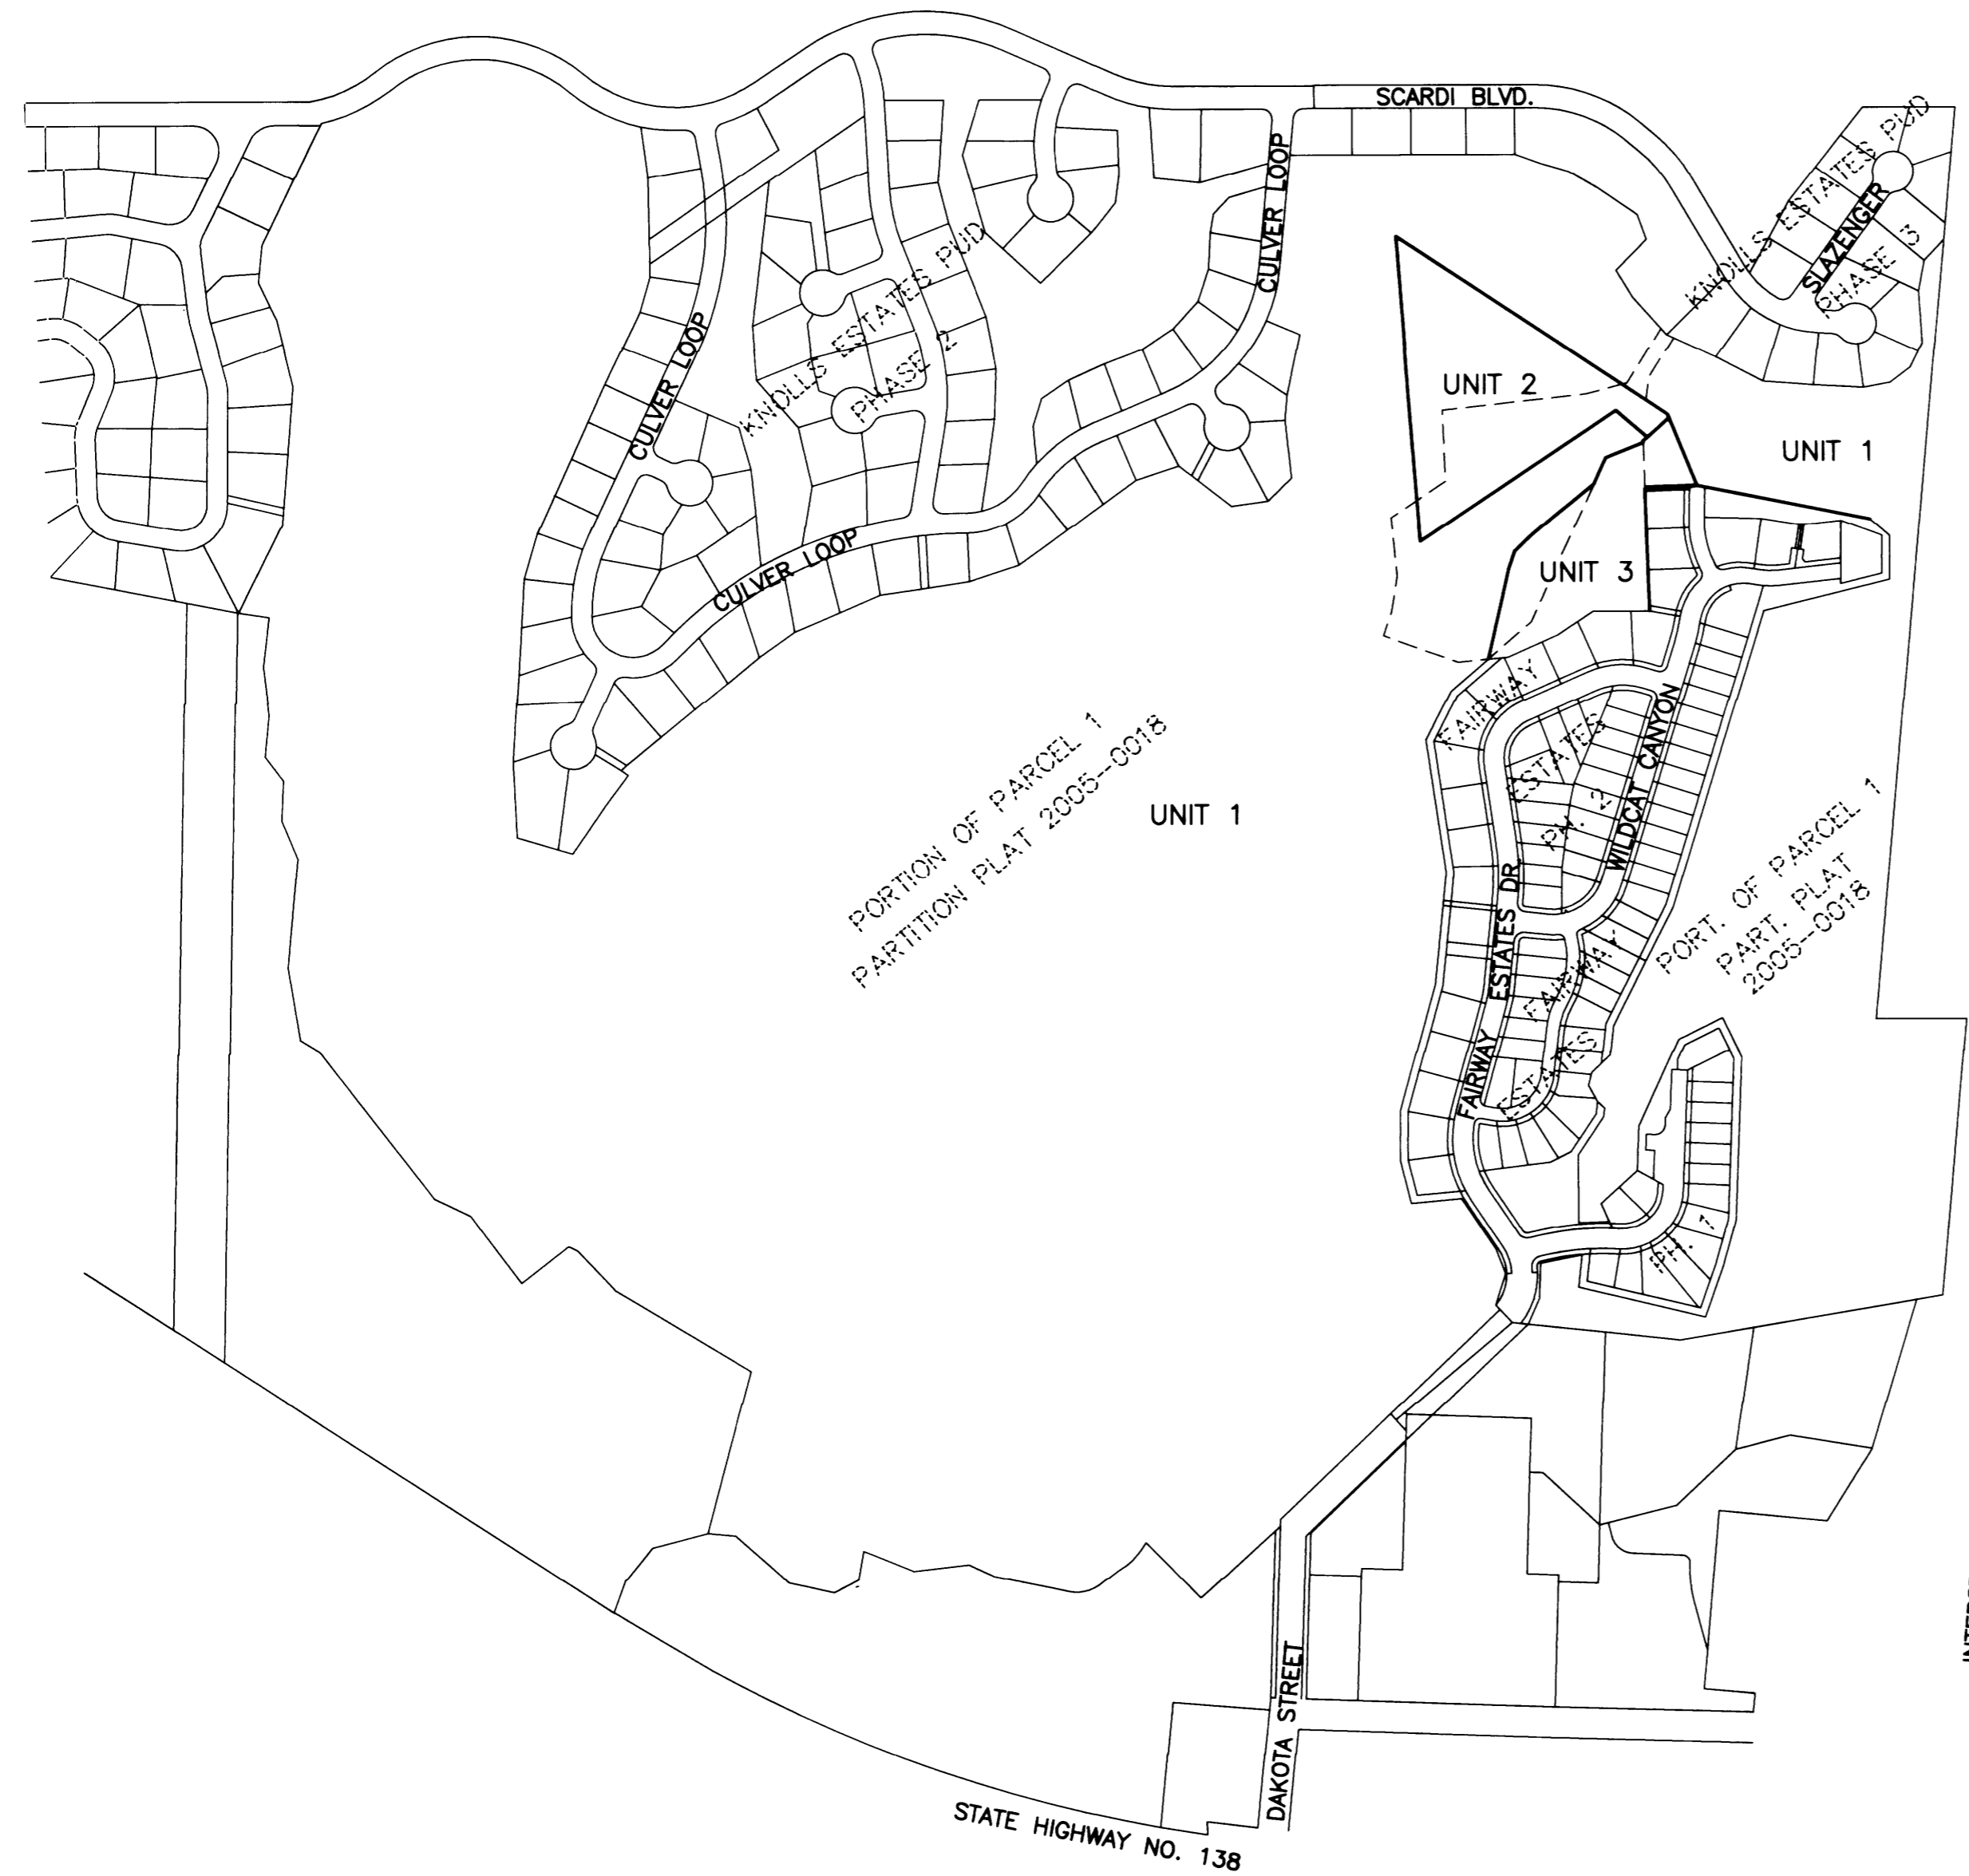 SCARDI BLVD.
KNOLLS ESTATES PUD
PHASE 3
SLAZENGER
CULVER LOOP
CULVER LOOP
KNOLLS ESTATES PUD
PHASE 2
CULVER LOOP
UNIT 2
UNIT 1
UNIT 3
FAIRWAY
ESTATES
PH. 2
WILDCAT CANYON
PORTION OF PARCEL 1
PARTITION PLAT 2005-0018
UNIT 1
PORT. OF PARCEL 1
PART. PLAT
2005-0018
FAIRWAY ESTATES DR
FAIRWAY
ESTATES
PH. 1
DAKOTA STREET
STATE HIGHWAY NO. 138